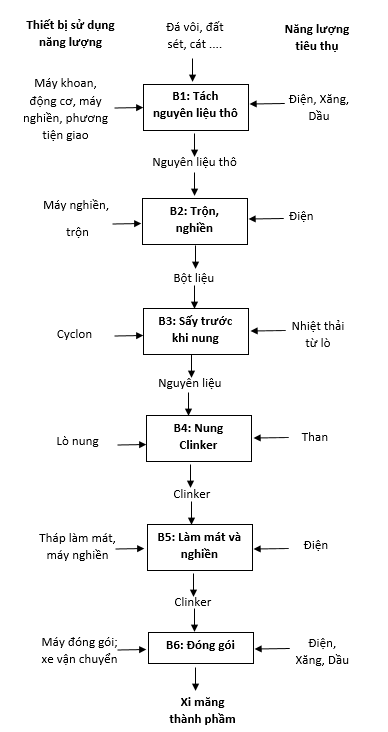 Thiết bị sử dụng
năng lượng
Đá vôi, đất
sét, cát ....
Năng lượng
tiêu thụ
Máy khoan,
động cơ, máy
nghiền, phương
tiện giao
B1: Tách
nguyên liệu thô
Điện, Xăng,
Dầu
Nguyên liệu thô
Máy nghiền,
trộn
B2: Trộn,
nghiền
Điện
Bột liệu
Cyclon
B3: Sấy trước
khi nung
Nhiệt thải
từ lò
Nguyên liệu
Lò nung
B4: Nung
Clinker
Than
Clinker
Tháp làm mát,
máy nghiền
B5: Làm mát và
nghiền
Điện
Clinker
Máy đóng gói;
xe vận chuyển
B6: Đóng gói
Điện,
Xăng, Dầu
Xi măng
thành phầm